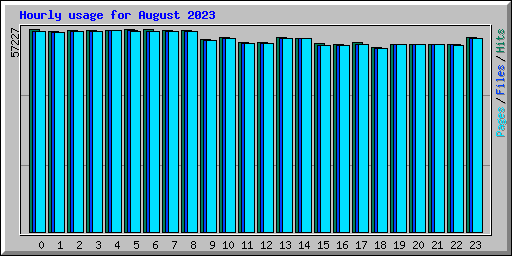 Hourly usage for August 2023
57227
Pages/Files/Hits
0 1 2 3 4 5 6 7 8 9 10 11 12 13 14 15 16 17 18 19 20 21 22 23